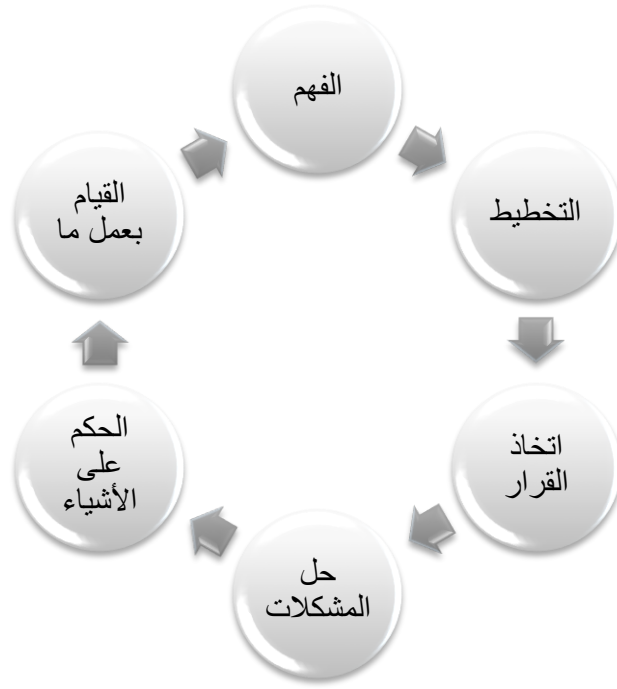 الفهم
التخطيط
اتخاذ
القرار
حل
المشكلات
الحكم
على
الأشياء
القيام
بعمل ما